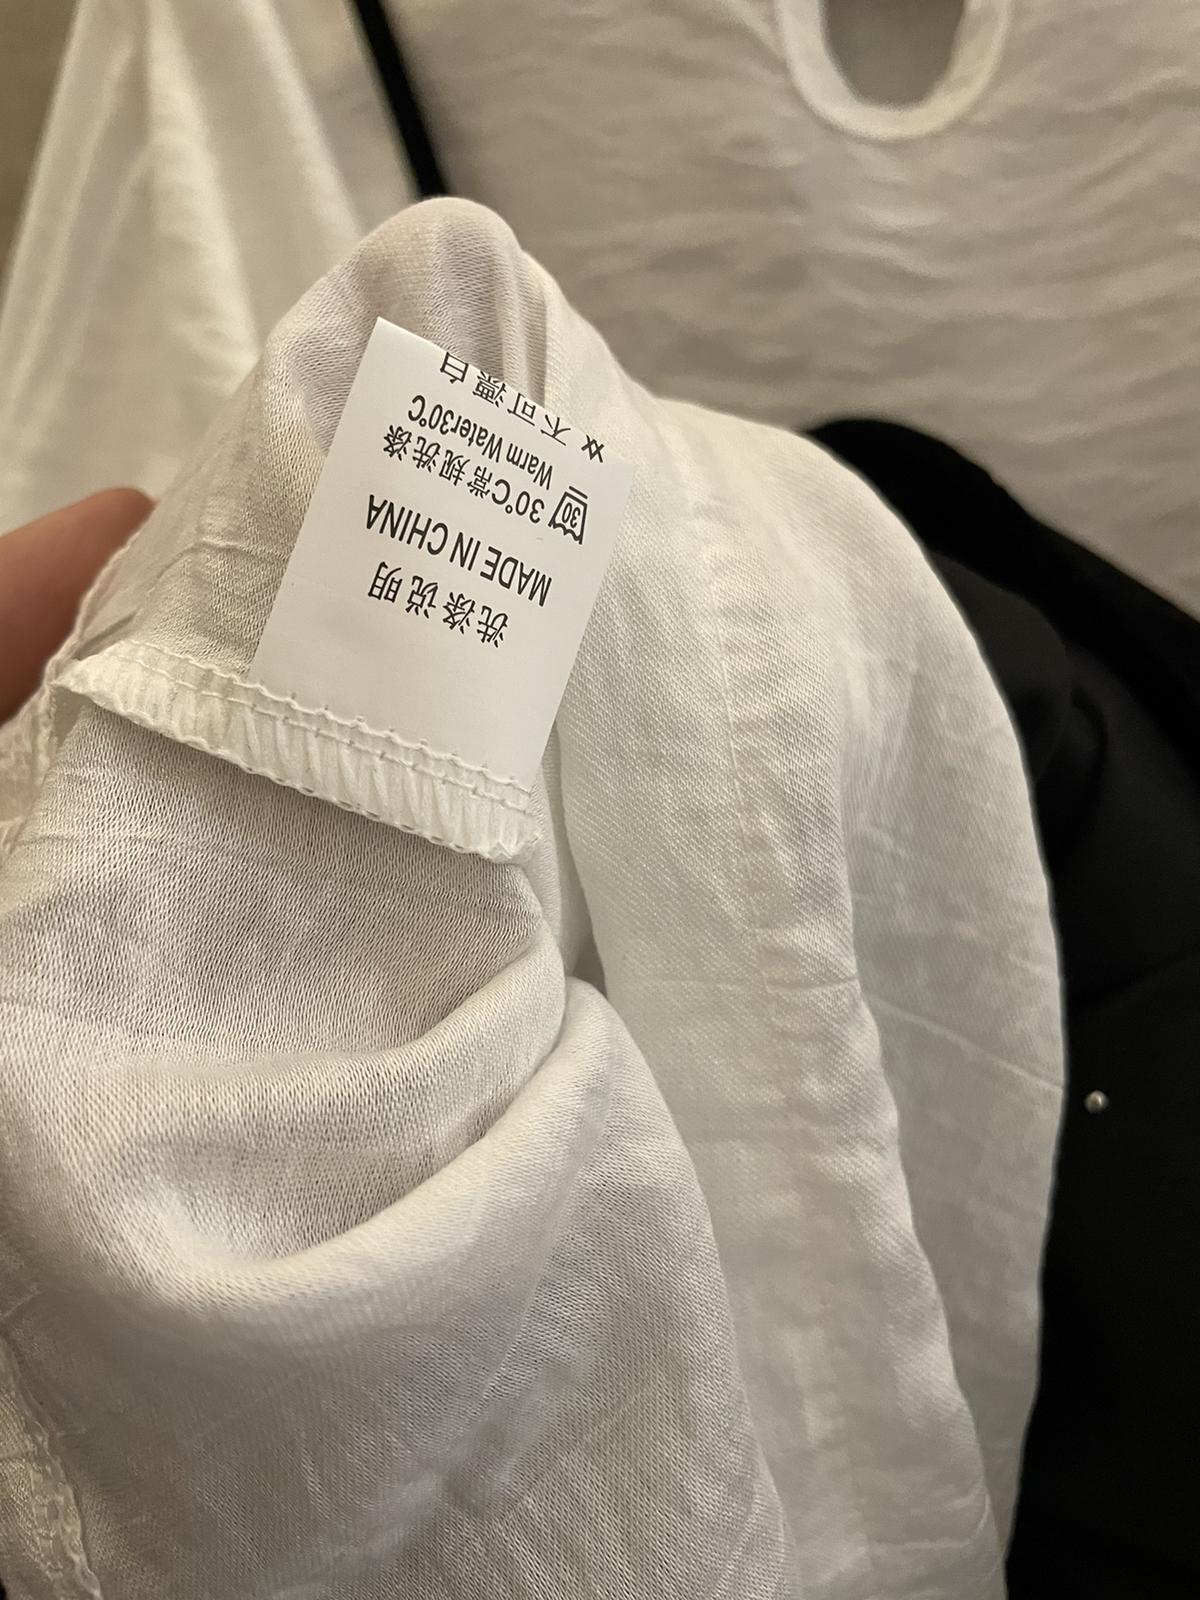 洗涤说明
MADE IN CHINA
30 30℃常规洗涤
Warm Water30℃
不可漂白